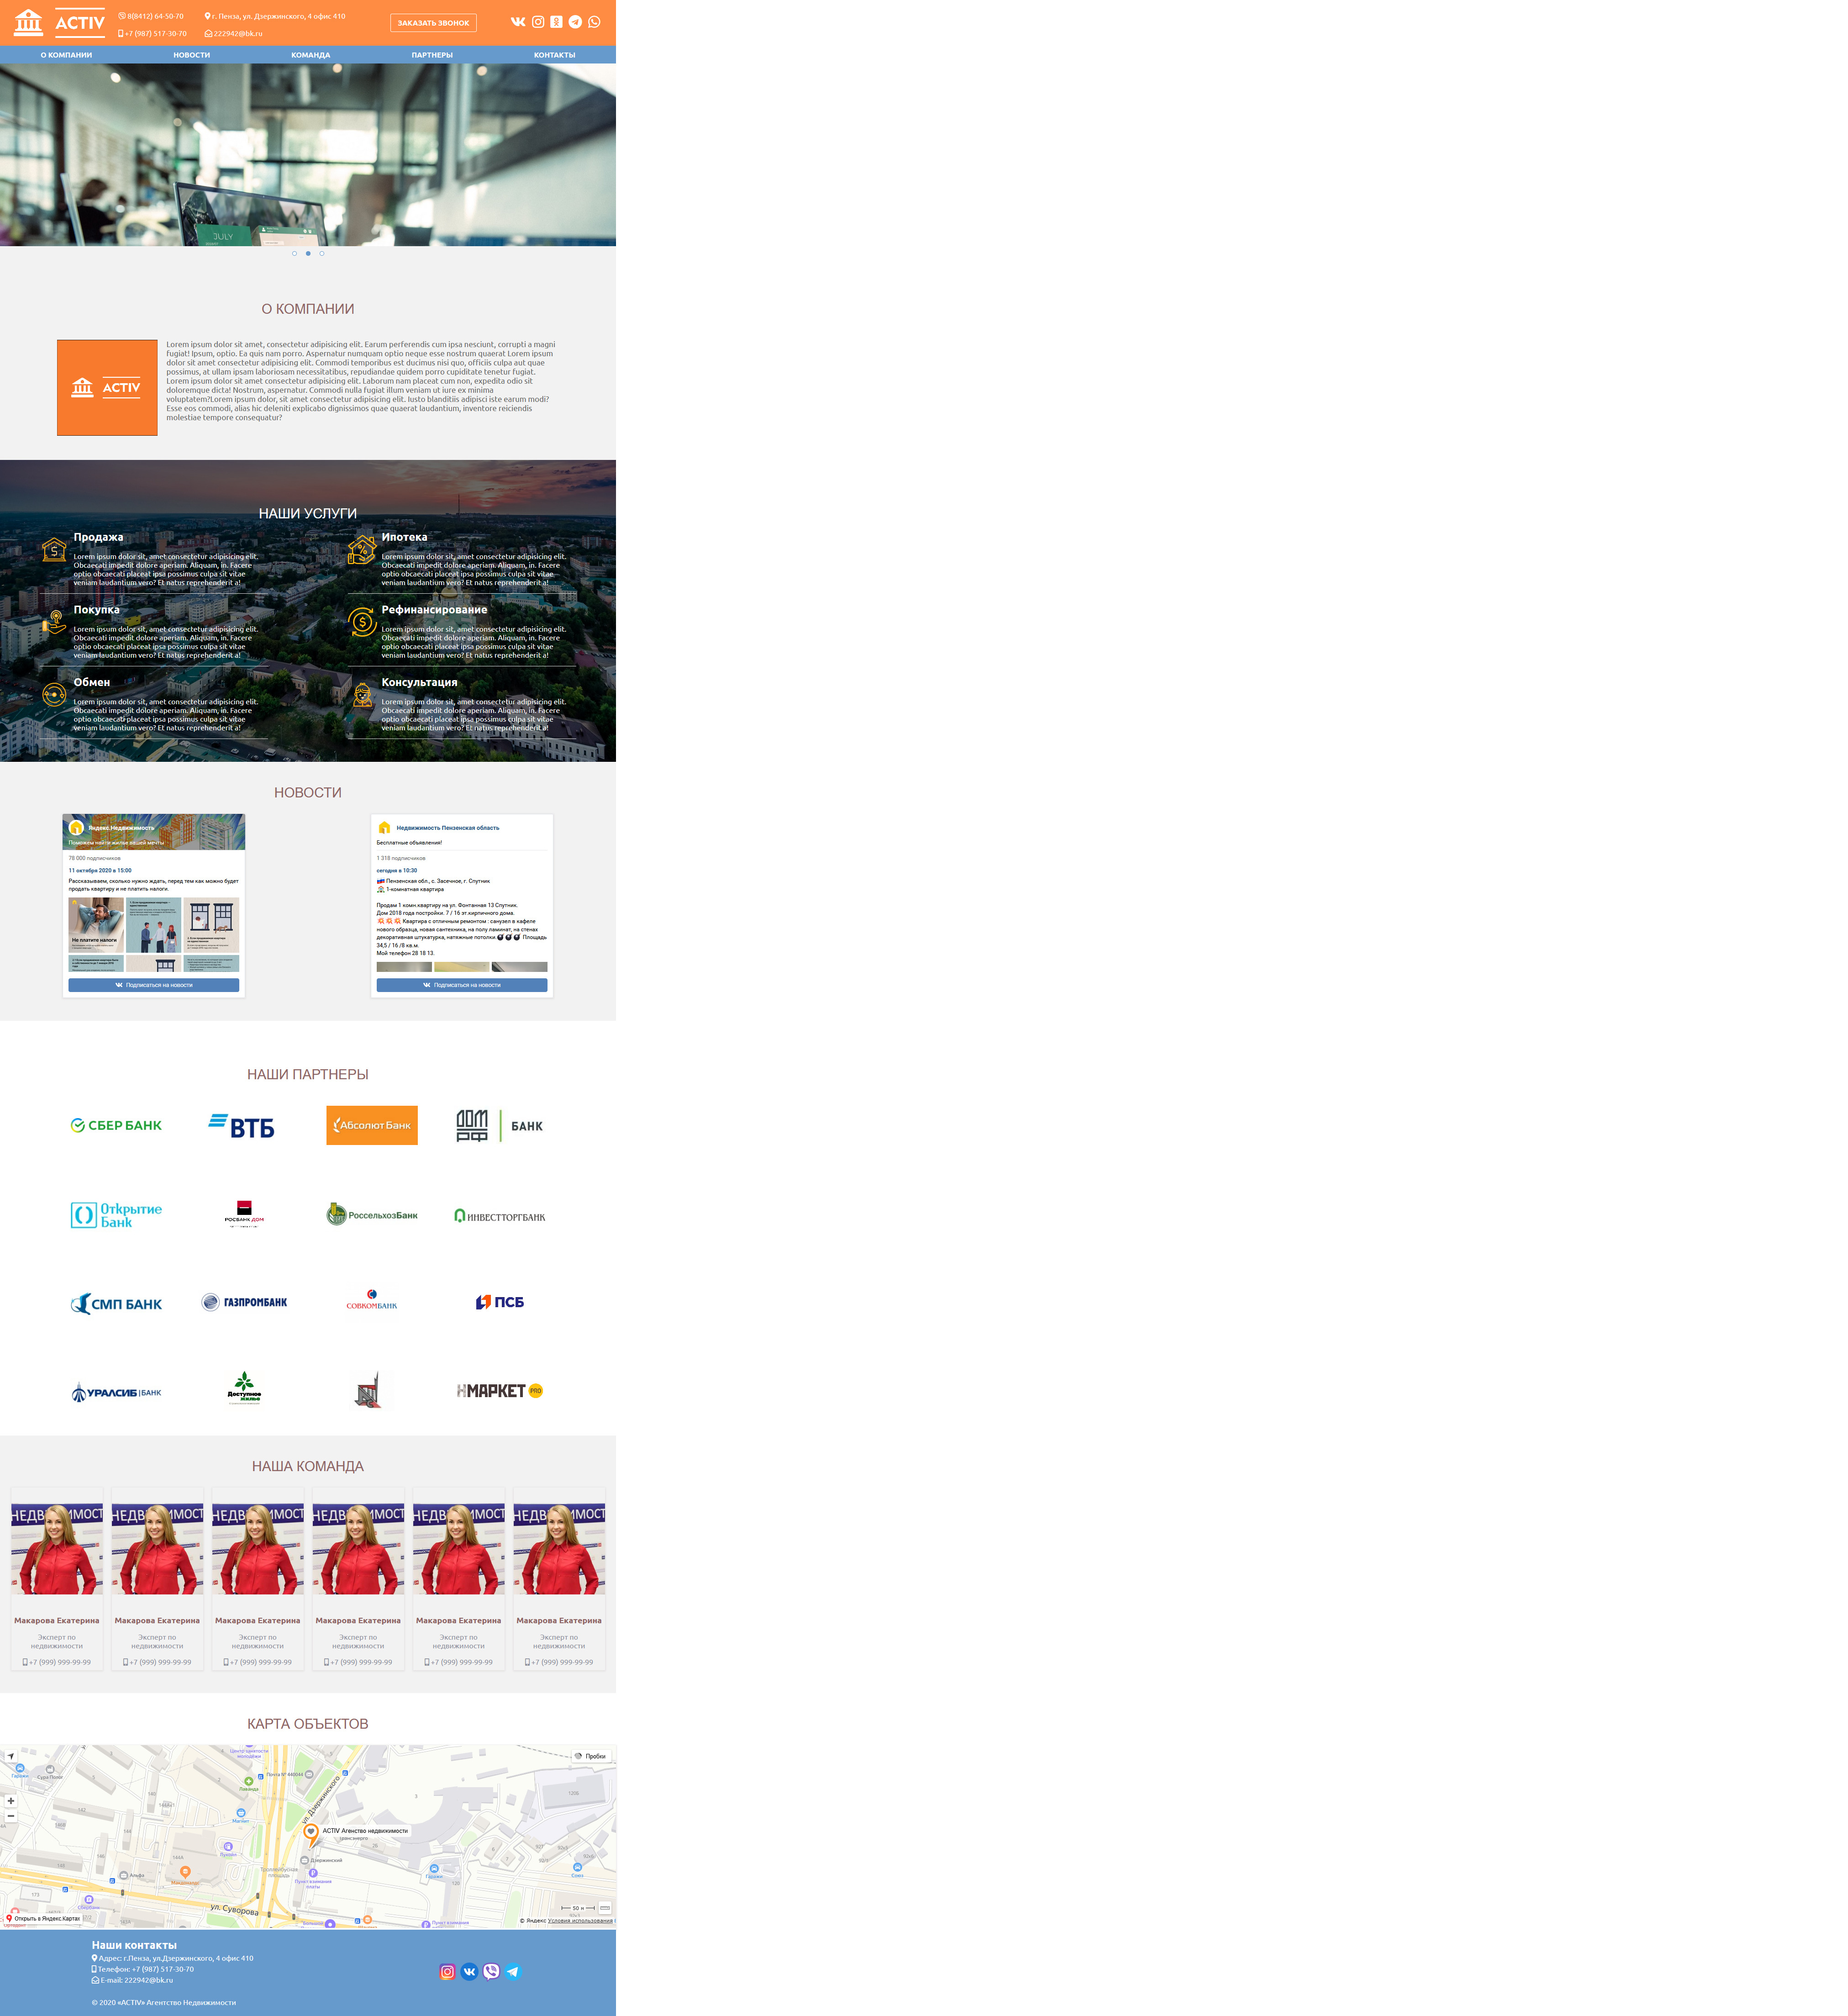 ACTIV
8(8412) 64-50-70
г. Пенза, ул. Дзержинского, 4 офис 410
+7 (987) 517-30-70
222942@bk.ru
ЗАКАЗАТЬ ЗВОНОК
О КОМПАНИИ
НОВОСТИ
КОМАНДА
ПАРТНЕРЫ
КОНТАКТЫ
JULY
О КОМПАНИИ
ACTIV
Lorem ipsum dolor sit amet, consectetur adipisicing elit. Earum perferendis cum ipsa nesciunt, corrupti a magni
fugiat! Ipsum, optio. Ea quis nam porro. Aspernatur numquam optio neque esse nostrum quaerat Lorem ipsum
dolor sit amet consectetur adipisicing elit. Commodi temporibus est ducimus nisi quo, officiis culpa aut quae
possimus, at ullam ipsam laboriosam necessitatibus, repudiandae quidem porro cupiditate tenetur fugiat.
Lorem ipsum dolor sit amet consectetur adipisicing elit. Laborum nam placeat cum non, expedita odio sit
doloremque dicta! Nostrum, aspernatur. Commodi nulla fugiat illum veniam ut iure ex minima
voluptatem?Lorem ipsum dolor, sit amet consectetur adipisicing elit. Iusto blanditiis adipisci iste earum modi?
Esse eos commodi, alias hic deleniti explicabo dignissimos quae quaerat laudantium, inventore reiciendis
molestiae tempore consequatur?
НАШИ УСЛУГИ
Продажа
Lorem ipsum dolor sit, amet consectetur adipisicing elit.
Obcaecati impedit dolore aperiam. Aliquam, in. Facere
optio obcaecati placeat ipsa possimus culpa sit vitae
veniam laudantium vero? Et natus reprehenderit a!
Ипотека
Lorem ipsum dolor sit, amet consectetur adipisicing elit.
Obcaecati impedit dolore aperiam. Aliquam, in. Facere
optio obcaecati placeat ipsa possimus culpa sit vitae
veniam laudantium vero? Et natus reprehenderit a!
Покупка
Lorem ipsum dolor sit, amet consectetur adipisicing elit.
Obcaecati impedit dolore aperiam. Aliquam, in. Facere
optio obcaecati placeat ipsa possimus culpa sit vitae
veniam laudantium vero? Et natus reprehenderit a!
Рефинансирование
Lorem ipsum dolor sit, amet consectetur adipisicing elit.
Obcaecati impedit dolore aperiam. Aliquam, in. Facere
optio obcaecati placeat ipsa possimus culpa sit vitae
veniam laudantium vero? Et natus reprehenderit a!
Обмен
Lorem ipsum dolor sit, amet consectetur adipisicing elit.
Obcaecati impedit dolore aperiam. Aliquam, in. Facere
optio obcaecati placeat ipsa possimus culpa sit vitae
veniam laudantium vero? Et natus reprehenderit a!
Консультация
Lorem ipsum dolor sit, amet consectetur adipisicing elit.
Obcaecati impedit dolore aperiam. Aliquam, in. Facere
optio obcaecati placeat ipsa possimus culpa sit vitae
veniam laudantium vero? Et natus reprehenderit a!
НОВОСТИ
Яндекс.Недвижимость
Поможем найти жилье вашей мечты
78 000 подписчиков
11 октября 2020 в 15:00
Рассказываем, сколько нужно ждать, перед тем как можно будет
продать квартиру и не платить налоги.
Не платите налоги
Подписаться на новости
Недвижимость Пензенская область
Бесплатные объявления!
1 318 подписчиков
сегодня в 10:30
Пензенская обл., с. Засечное, г. Спутник
1-комнатная квартира
Продам 1 комн.квартиру на ул. Фонтанная 13 Спутник.
Дом 2018 года постройки. 7 / 16 эт.кирпичного дома.
Квартира с отличным ремонтом : санузел в кафеле
нового образца, новая сантехника, на полу ламинат, на стенах
декоративная штукатурка, натяжные потолки. Площадь
34,5 / 16 /8 кв.м.
Мой телефон 28 18 13.
Подписаться на новости
НАШИ ПАРТНЕРЫ
СБЕР БАНК
ВТБ
Абсолют Банк
ДОМ РФ БАНК
Открытие Банк
РОСБАНК ДОМ
РоссельхозБанк
ИНВЕСТТОРГБАНК
СМП БАНК
ГАЗПРОМБАНК
СОВКОМБАНК
ПСБ
УРАЛСИБ | БАНК
Доступное жилье
НМАРКЕТ PRO
НАША КОМАНДА
НЕДВИЖИМОСТ
НЕДВИЖИМОСТ
НЕДВИЖИМОСТ
НЕДВИЖИМОСТ
НЕДВИЖИМОСТ
НЕДВИЖИМОСТ
Макарова Екатерина
Эксперт по
недвижимости
+7 (999) 999-99-99
Макарова Екатерина
Эксперт по
недвижимости
+7 (999) 999-99-99
Макарова Екатерина
Эксперт по
недвижимости
+7 (999) 999-99-99
Макарова Екатерина
Эксперт по
недвижимости
+7 (999) 999-99-99
Макарова Екатерина
Эксперт по
недвижимости
+7 (999) 999-99-99
Макарова Екатерина
Эксперт по
недвижимости
+7 (999) 999-99-99
КАРТА ОБЪЕКТОВ
Пробки
Центр занятости молодёжи
Почта № 440044
Гаражи
Лаванда
Магнит
ул. Дзержинского
ACTIV Агенство недвижимости
Дзержинский
Троллейбусная площадь
Пункт взимания платы
Альфа
Гаражи
ул. Суворова
50 м
Открыть в Яндекс.Картах
© Яндекс Условия использования
Наши контакты
Адрес: г.Пенза, ул.Дзержинского, 4 офис 410
Телефон: +7 (987) 517-30-70
E-mail: 222942@bk.ru
© 2020 «ACTIV» Агентство Недвижимости